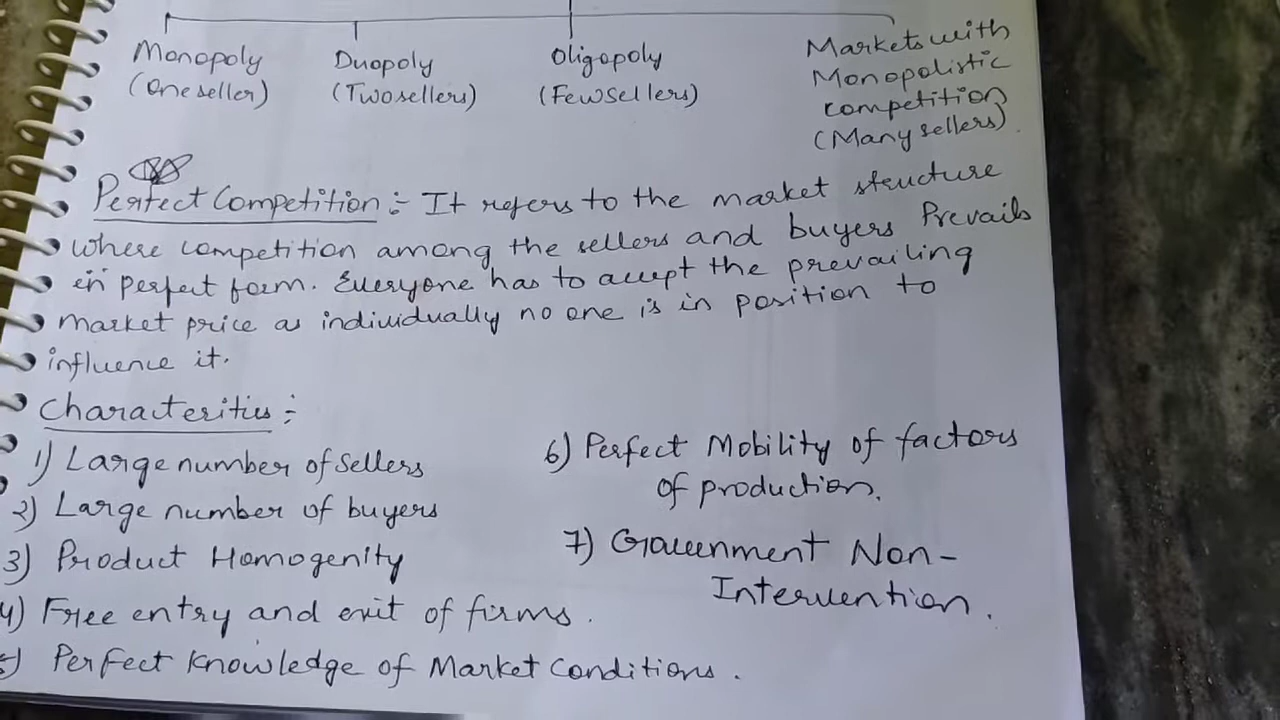 Monopoly
(One seller)
Duopoly
(Two sellers)
Oligopoly
(Few sellers)
Markets with
Monopolistic
competition
(Many sellers).
Perfect Competition :- It refers to the market structure
where competition among the sellers and buyers Prevails
in perfect form. Everyone has to accept the prevailing
market price as individually no one is in position to
influence it.
Characteritics :-
1) Large number of Sellers
2) Large number of buyers
3) Product Homogenity
4) Free entry and exit of firms.
5) Perfect Knowledge of Market Conditions.
6) Perfect Mobility of factors
of production.
7) Government Non-
Intervention.